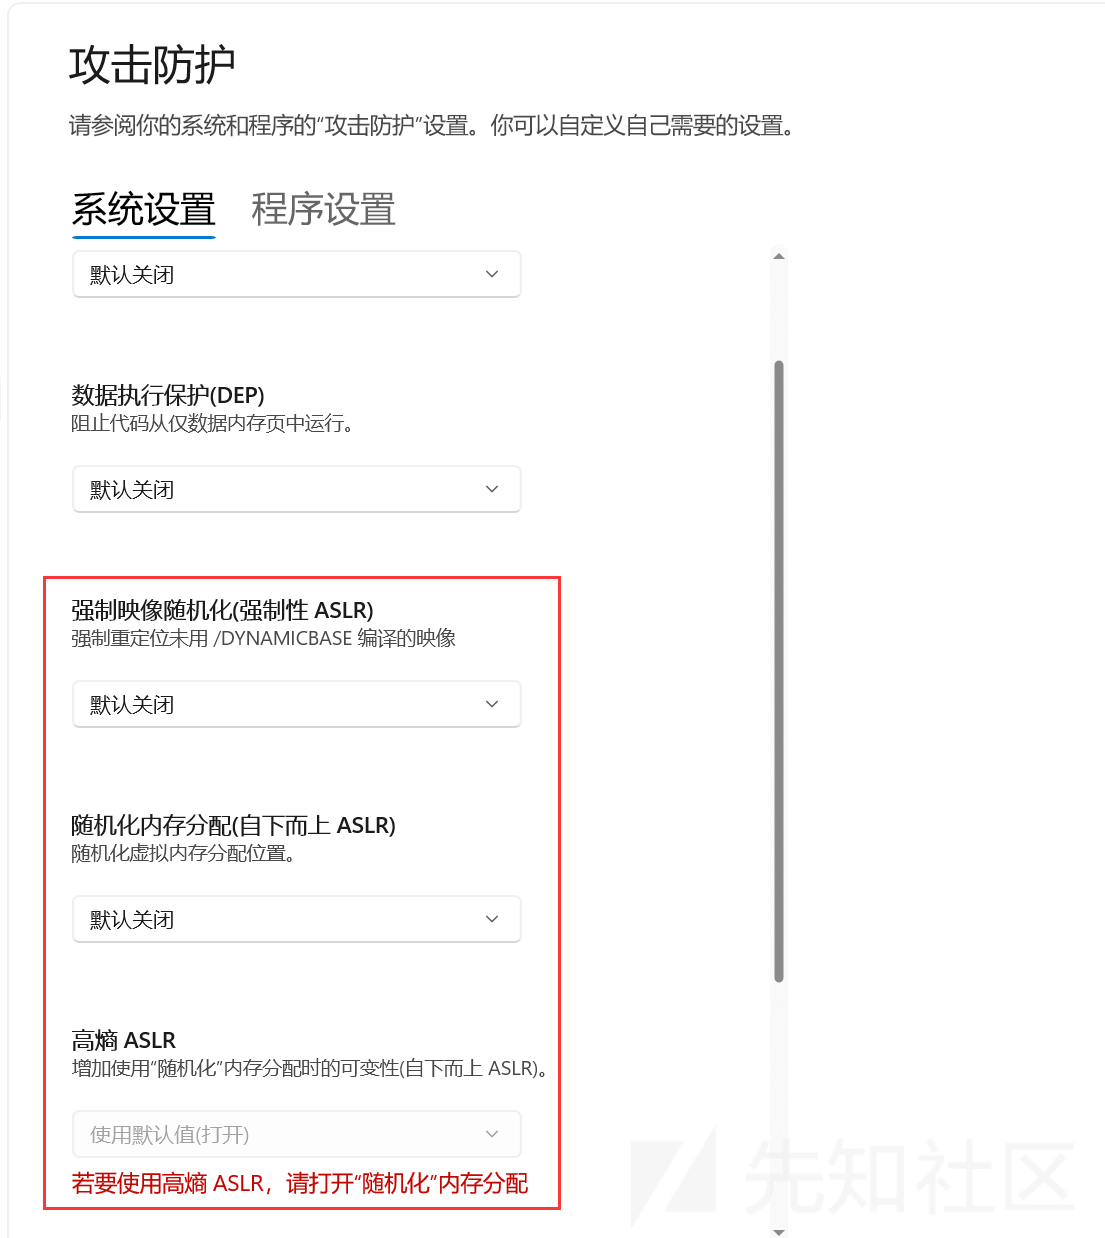 攻击防护
请参阅你的系统和程序的“攻击防护”设置。你可以自定义自己需要的设置。
系统设置 程序设置
默认关闭
数据执行保护(DEP)
阻止代码从仅数据内存页中运行。
默认关闭
强制映像随机化(强制性 ASLR)
强制重定位未用 /DYNAMICBASE 编译的映像
默认关闭
随机化内存分配(自下而上 ASLR)
随机化虚拟内存分配位置。
默认关闭
高熵 ASLR
增加使用“随机化”内存分配时的可变性(自下而上 ASLR)。
使用默认值(打开)
若要使用高熵 ASLR，请打开“随机化”内存分配
先知社区